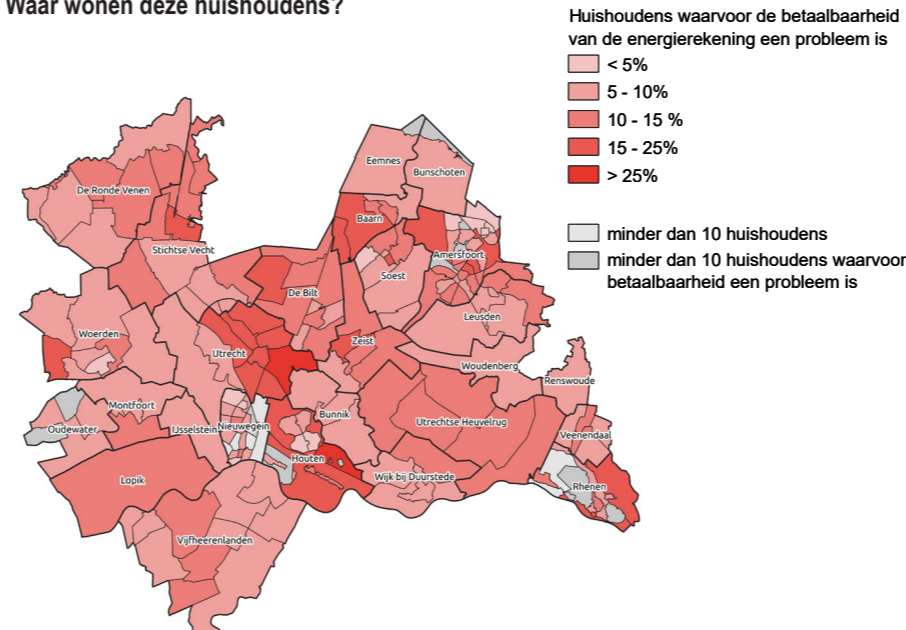 Waar wonen deze huishoudens?
Huishoudens waarvoor de betaalbaarheid
van de energierekening een probleem is
< 5%
5 - 10%
10 - 15 %
15 - 25%
> 25%
minder dan 10 huishoudens
minder dan 10 huishoudens waarvoor
betaalbaarheid een probleem is
Eemnes
Bunschoten
De Ronde Venen
Baarn
Stichtse Vecht
Amersfoort
Soest
De Bilt
Leusden
Woerden
Zeist
Utrecht
Woudenberg
Renswoude
Montfoort
Bunnik
Oudewater
IJsselstein
Nieuwegein
Utrechtse Heuvelrug
Veenendaal
Houten
Lopik
Wijk bij Duurstede
Rhenen
Vijfheerenlanden